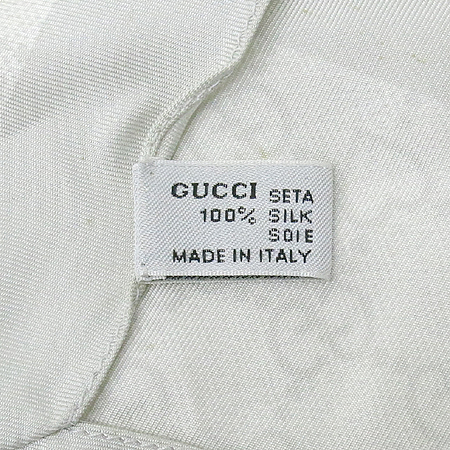 GUCCI SETA
100% SILK
SOIE
MADE IN ITALY